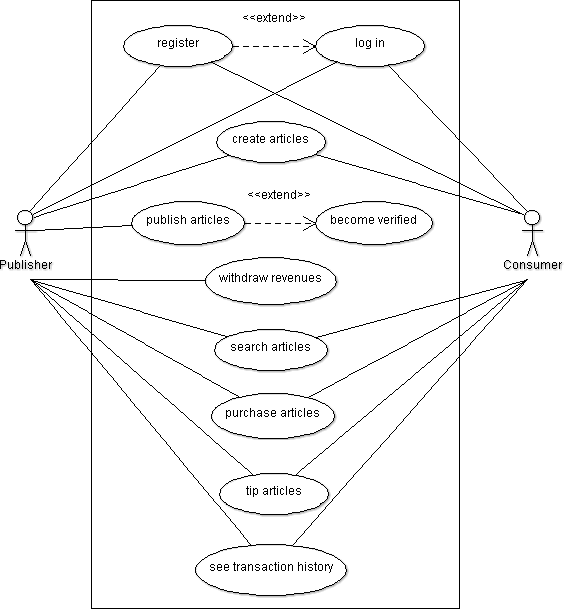 <<extend>>
register
log in
create articles
<<extend>>
publish articles
become verified
Publisher
Consumer
withdraw revenues
search articles
purchase articles
tip articles
see transaction history